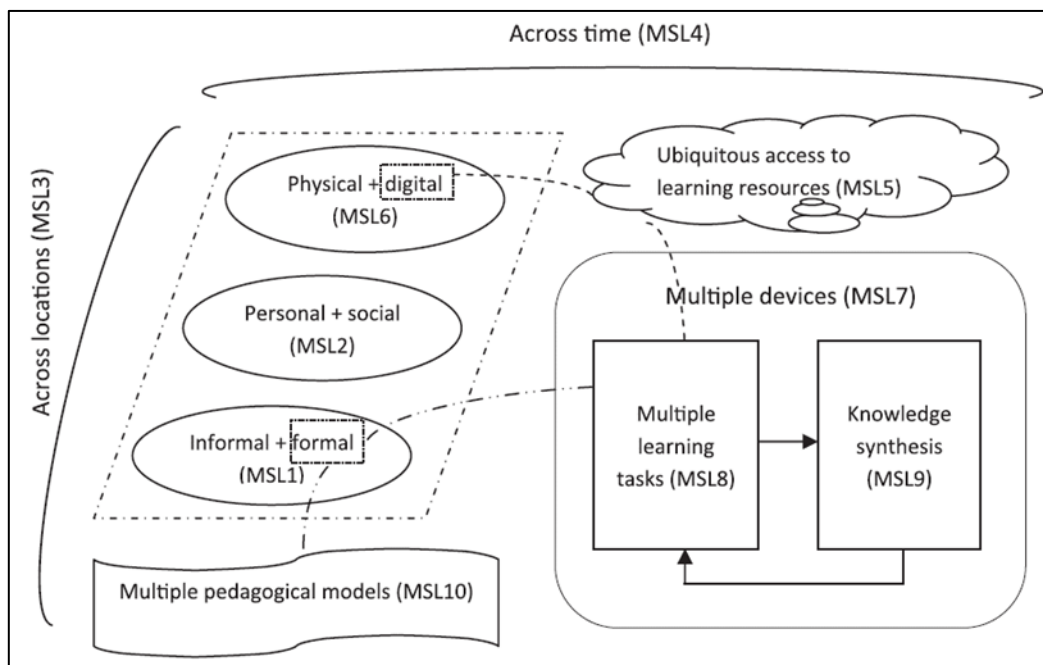 Across time (MSL4)
Across locations (MSL3)
Physical + digital
(MSL6)
Ubiquitous access to
learning resources (MSL5)
Personal + social
(MSL2)
Informal + formal
(MSL1)
Multiple devices (MSL7)
Multiple
learning
tasks (MSL8)
Knowledge
synthesis
(MSL9)
Multiple pedagogical models (MSL10)